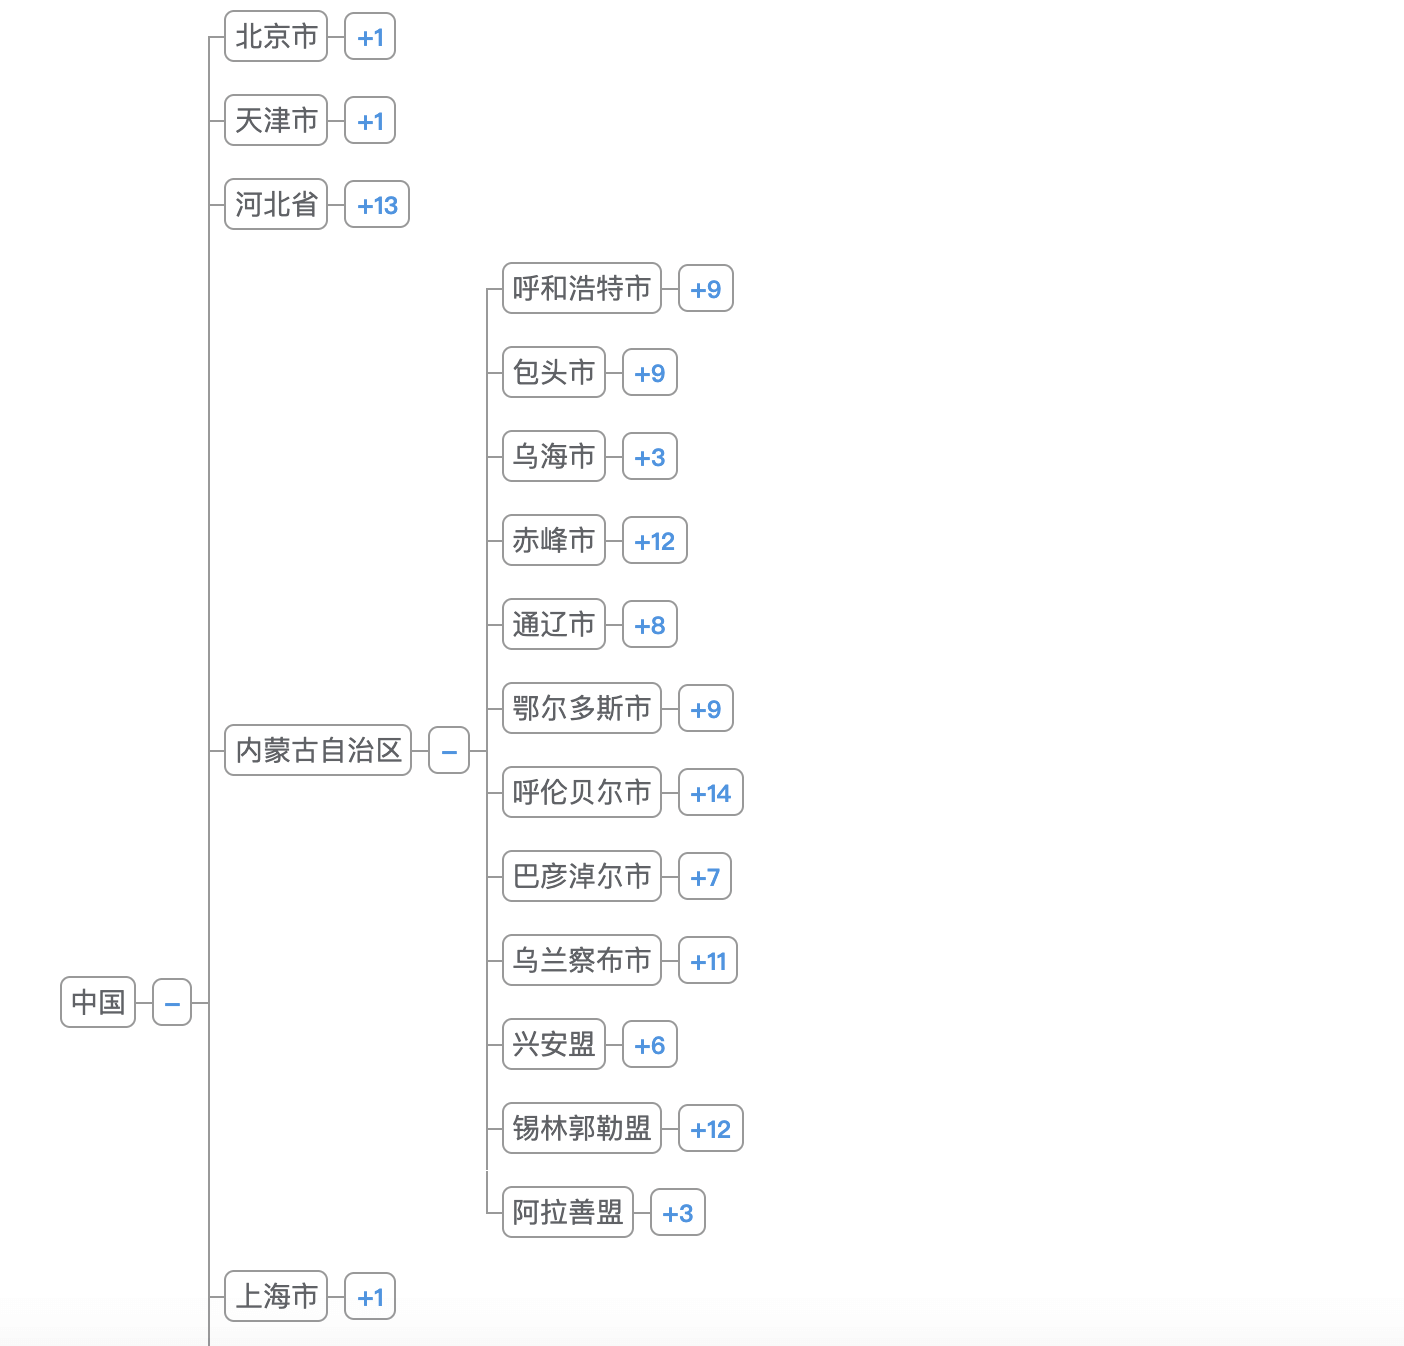 北京市 +1
天津市 +1
河北省 +13
呼和浩特市 +9
包头市 +9
乌海市 +3
赤峰市 +12
通辽市 +8
鄂尔多斯市 +9
内蒙古自治区 −
呼伦贝尔市 +14
巴彦淖尔市 +7
乌兰察布市 +11
中国 −
兴安盟 +6
锡林郭勒盟 +12
阿拉善盟 +3
上海市 +1